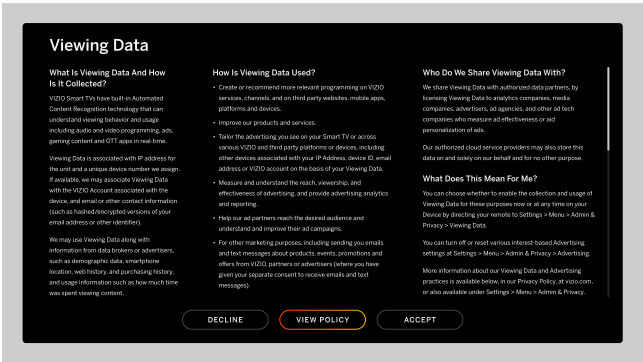 Viewing Data
What Is Viewing Data And How
Is It Collected?
VIZIO Smart TVs have built-in Automated
Content Recognition technology that can
understand viewing behavior and usage
including audio and video programming, ads,
gaming content and OTT apps in real-time.
Viewing Data is associated with IP address for
the unit and a unique device number we assign.
If available, we may associate Viewing Data
with the VIZIO Account associated with the
device, and email or other contact information
(such as hashed/encrypted versions of your
email address or other identifier).
We may use Viewing Data along with
information from data brokers or advertisers,
such as demographic data, smartphone
location, web history, and purchasing history,
and usage information such as how much time
was spent viewing content.
How Is Viewing Data Used?
• Create or recommend more relevant programming on VIZIO
services, channels, and on third party websites, mobile apps,
platforms and devices.
• Improve our products and services.
• Tailor the advertising you see on your Smart TV or across
various VIZIO and third party platforms or devices, including
other devices associated with your IP Address, device ID, email
address or VIZIO account on the basis of your Viewing Data.
• Measure and understand the reach, viewership, and
effectiveness of advertising, and provide advertising analytics
and reporting.
• Help our ad partners reach the desired audience and
understand and improve their ad campaigns.
• For other marketing purposes, including sending you emails
and text messages about products, events, promotions and
offers from VIZIO, partners or advertisers (where you have
given your separate consent to receive emails and text
messages).
Who Do We Share Viewing Data With?
We share Viewing Data with authorized data partners, by
licensing Viewing Data to analytics companies, media
companies, advertisers, ad agencies, and other ad tech
companies who measure ad effectiveness or aid
personalization of ads.
Our authorized cloud service providers may also store this
data on and solely on our behalf and for no other purpose.
What Does This Mean For Me?
You can choose whether to enable the collection and usage of
Viewing Data for these purposes now or at any time on your
Device by directing your remote to Settings > Menu > Admin &
Privacy > Viewing Data.
You can turn off or reset various interest-based Advertising
settings at Settings > Menu > Admin & Privacy > Advertising.
More information about our Viewing Data and Advertising
practices is available below, in our Privacy Policy, at vizio.com,
or also available under Settings > Menu > Admin & Privacy.
DECLINE
VIEW POLICY
ACCEPT